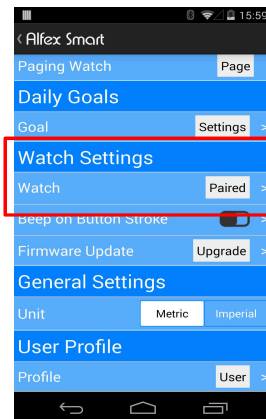 15:59
‹ Alfex Smart
Paging Watch Page
Daily Goals
Goal Settings >
Watch Settings
Watch Paired >
Beep on Button Stroke >
Firmware Update Upgrade >
General Settings
Unit Metric Imperial
User Profile
Profile User >